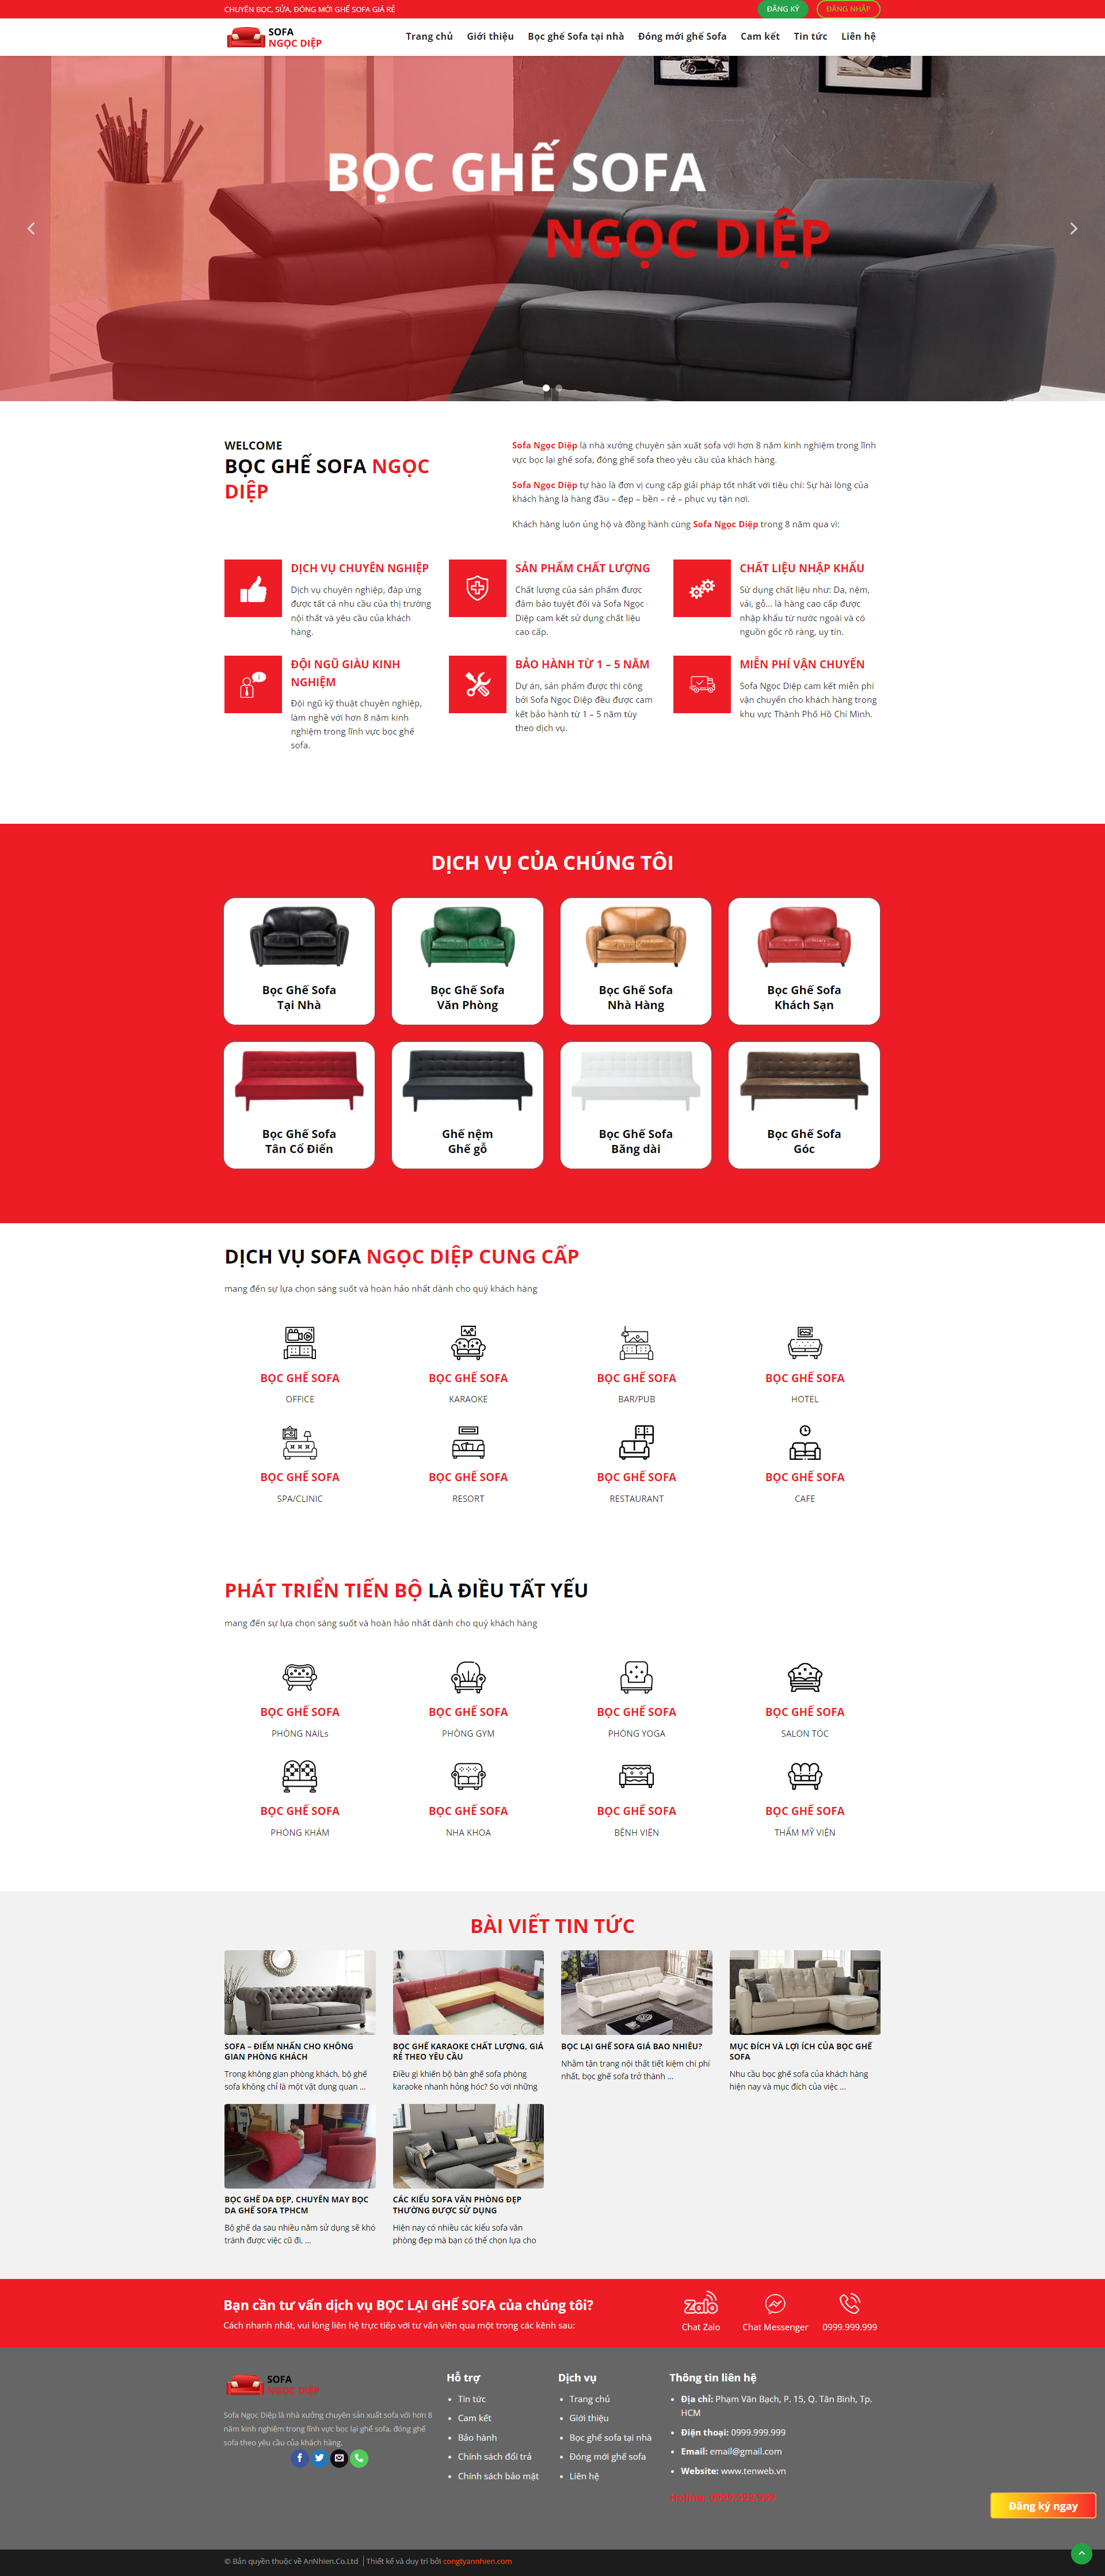 CHUYÊN BỌC, SỬA, ĐÓNG MỚI GHẾ SOFA GIÁ RẺ
ĐĂNG KÝ
ĐĂNG NHẬP
SOFA
NGỌC DIỆP
Trang chủ
Giới thiệu
Bọc ghế Sofa tại nhà
Đóng mới ghế Sofa
Cam kết
Tin tức
Liên hệ
BỌC GHẾ SOFA
NGỌC DIỆP
WELCOME
BỌC GHẾ SOFA NGỌC
DIỆP
Sofa Ngọc Diệp là nhà xưởng chuyên sản xuất sofa với hơn 8 năm kinh nghiệm trong lĩnh
vực bọc lại ghế sofa, đóng ghế sofa theo yêu cầu của khách hàng.
Sofa Ngọc Diệp tự hào là đơn vị cung cấp giải pháp tốt nhất với tiêu chí: Sự hài lòng của
khách hàng là hàng đầu – đẹp – bền – rẻ – phục vụ tận nơi.
Khách hàng luôn ủng hộ và đồng hành cùng Sofa Ngọc Diệp trong 8 năm qua vì:
DỊCH VỤ CHUYÊN NGHIỆP
Dịch vụ chuyên nghiệp, đáp ứng
được tất cả nhu cầu của thị trường
nội thất và yêu cầu của khách
hàng.
SẢN PHẨM CHẤT LƯỢNG
Chất lượng của sản phẩm được
đảm bảo tuyệt đối và Sofa Ngọc
Diệp cam kết sử dụng chất liệu
cao cấp.
CHẤT LIỆU NHẬP KHẨU
Sử dụng chất liệu như: Da, nệm,
vải, gỗ... là hàng cao cấp được
nhập khẩu từ nước ngoài và có
nguồn gốc rõ ràng, uy tín.
ĐỘI NGŨ GIÀU KINH
NGHIỆM
Đội ngũ kỹ thuật chuyên nghiệp,
làm nghề với hơn 8 năm kinh
nghiệm trong lĩnh vực bọc ghế
sofa.
BẢO HÀNH TỪ 1 – 5 NĂM
Dự án, sản phẩm được thi công
bởi Sofa Ngọc Diệp đều được cam
kết bảo hành từ 1 – 5 năm tùy
theo dịch vụ.
MIỄN PHÍ VẬN CHUYỂN
Sofa Ngọc Diệp cam kết miễn phí
vận chuyển cho khách hàng trong
khu vực Thành Phố Hồ Chí Minh.
DỊCH VỤ CỦA CHÚNG TÔI
Bọc Ghế Sofa
Tại Nhà
Bọc Ghế Sofa
Văn Phòng
Bọc Ghế Sofa
Nhà Hàng
Bọc Ghế Sofa
Khách Sạn
Bọc Ghế Sofa
Tân Cổ Điển
Ghế nệm
Ghế gỗ
Bọc Ghế Sofa
Băng dài
Bọc Ghế Sofa
Góc
DỊCH VỤ SOFA NGỌC DIỆP CUNG CẤP
mang đến sự lựa chọn sáng suốt và hoàn hảo nhất dành cho quý khách hàng
BỌC GHẾ SOFA
OFFICE
BỌC GHẾ SOFA
KARAOKE
BỌC GHẾ SOFA
BAR/PUB
BỌC GHẾ SOFA
HOTEL
BỌC GHẾ SOFA
SPA/CLINIC
BỌC GHẾ SOFA
RESORT
BỌC GHẾ SOFA
RESTAURANT
BỌC GHẾ SOFA
CAFE
PHÁT TRIỂN TIẾN BỘ LÀ ĐIỀU TẤT YẾU
mang đến sự lựa chọn sáng suốt và hoàn hảo nhất dành cho quý khách hàng
BỌC GHẾ SOFA
PHÒNG NAILs
BỌC GHẾ SOFA
PHÒNG GYM
BỌC GHẾ SOFA
PHÒNG YOGA
BỌC GHẾ SOFA
SALON TÓC
BỌC GHẾ SOFA
PHÒNG KHÁM
BỌC GHẾ SOFA
NHA KHOA
BỌC GHẾ SOFA
BỆNH VIỆN
BỌC GHẾ SOFA
THẨM MỸ VIỆN
BÀI VIẾT TIN TỨC
SOFA – ĐIỂM NHẤN CHO KHÔNG
GIAN PHÒNG KHÁCH
Trong không gian phòng khách, bộ ghế
sofa không chỉ là một vật dụng quan ...
BỌC GHẾ KARAOKE CHẤT LƯỢNG, GIÁ
RẺ THEO YÊU CẦU
Điều gì khiến bộ bàn ghế sofa phòng
karaoke nhanh hỏng hóc? So với những
BỌC LẠI GHẾ SOFA GIÁ BAO NHIÊU?
Nhằm tân trang nội thất tiết kiệm chi phí
nhất, bọc ghế sofa trở thành ...
MỤC ĐÍCH VÀ LỢI ÍCH CỦA BỌC GHẾ
SOFA
Nhu cầu bọc ghế sofa của khách hàng
hiện nay và mục đích của việc ...
BỌC GHẾ DA ĐẸP, CHUYÊN MAY BỌC
DA GHẾ SOFA TPHCM
Bộ ghế da sau nhiều năm sử dụng sẽ khó
tránh được việc cũ đi, ...
CÁC KIỂU SOFA VĂN PHÒNG ĐẸP
THƯỜNG ĐƯỢC SỬ DỤNG
Hiện nay có nhiều các kiểu sofa văn
phòng đẹp mà bạn có thể chọn lựa cho
Bạn cần tư vấn dịch vụ BỌC LẠI GHẾ SOFA của chúng tôi?
Cách nhanh nhất, vui lòng liên hệ trực tiếp với tư vấn viên qua một trong các kênh sau:
Zalo
Chat Zalo
Chat Messenger
0999.999.999
SOFA
NGỌC DIỆP
Sofa Ngọc Diệp là nhà xưởng chuyên sản xuất sofa với hơn 8
năm kinh nghiệm trong lĩnh vực bọc lại ghế sofa, đóng ghế
sofa theo yêu cầu của khách hàng.
Hỗ trợ
Tin tức
Cam kết
Bảo hành
Chính sách đổi trả
Chính sách bảo mật
Dịch vụ
Trang chủ
Giới thiệu
Bọc ghế sofa tại nhà
Đóng mới ghế sofa
Liên hệ
Thông tin liên hệ
Địa chỉ: Phạm Văn Bạch, P. 15, Q. Tân Bình, Tp.
HCM
Điện thoại: 0999.999.999
Email: email@gmail.com
Website: www.tenweb.vn
Hotline: 0999.999.999
Đăng ký ngay
© Bản quyền thuộc về AnNhien.Co.Ltd | Thiết kế và duy trì bởi congtyannhien.com